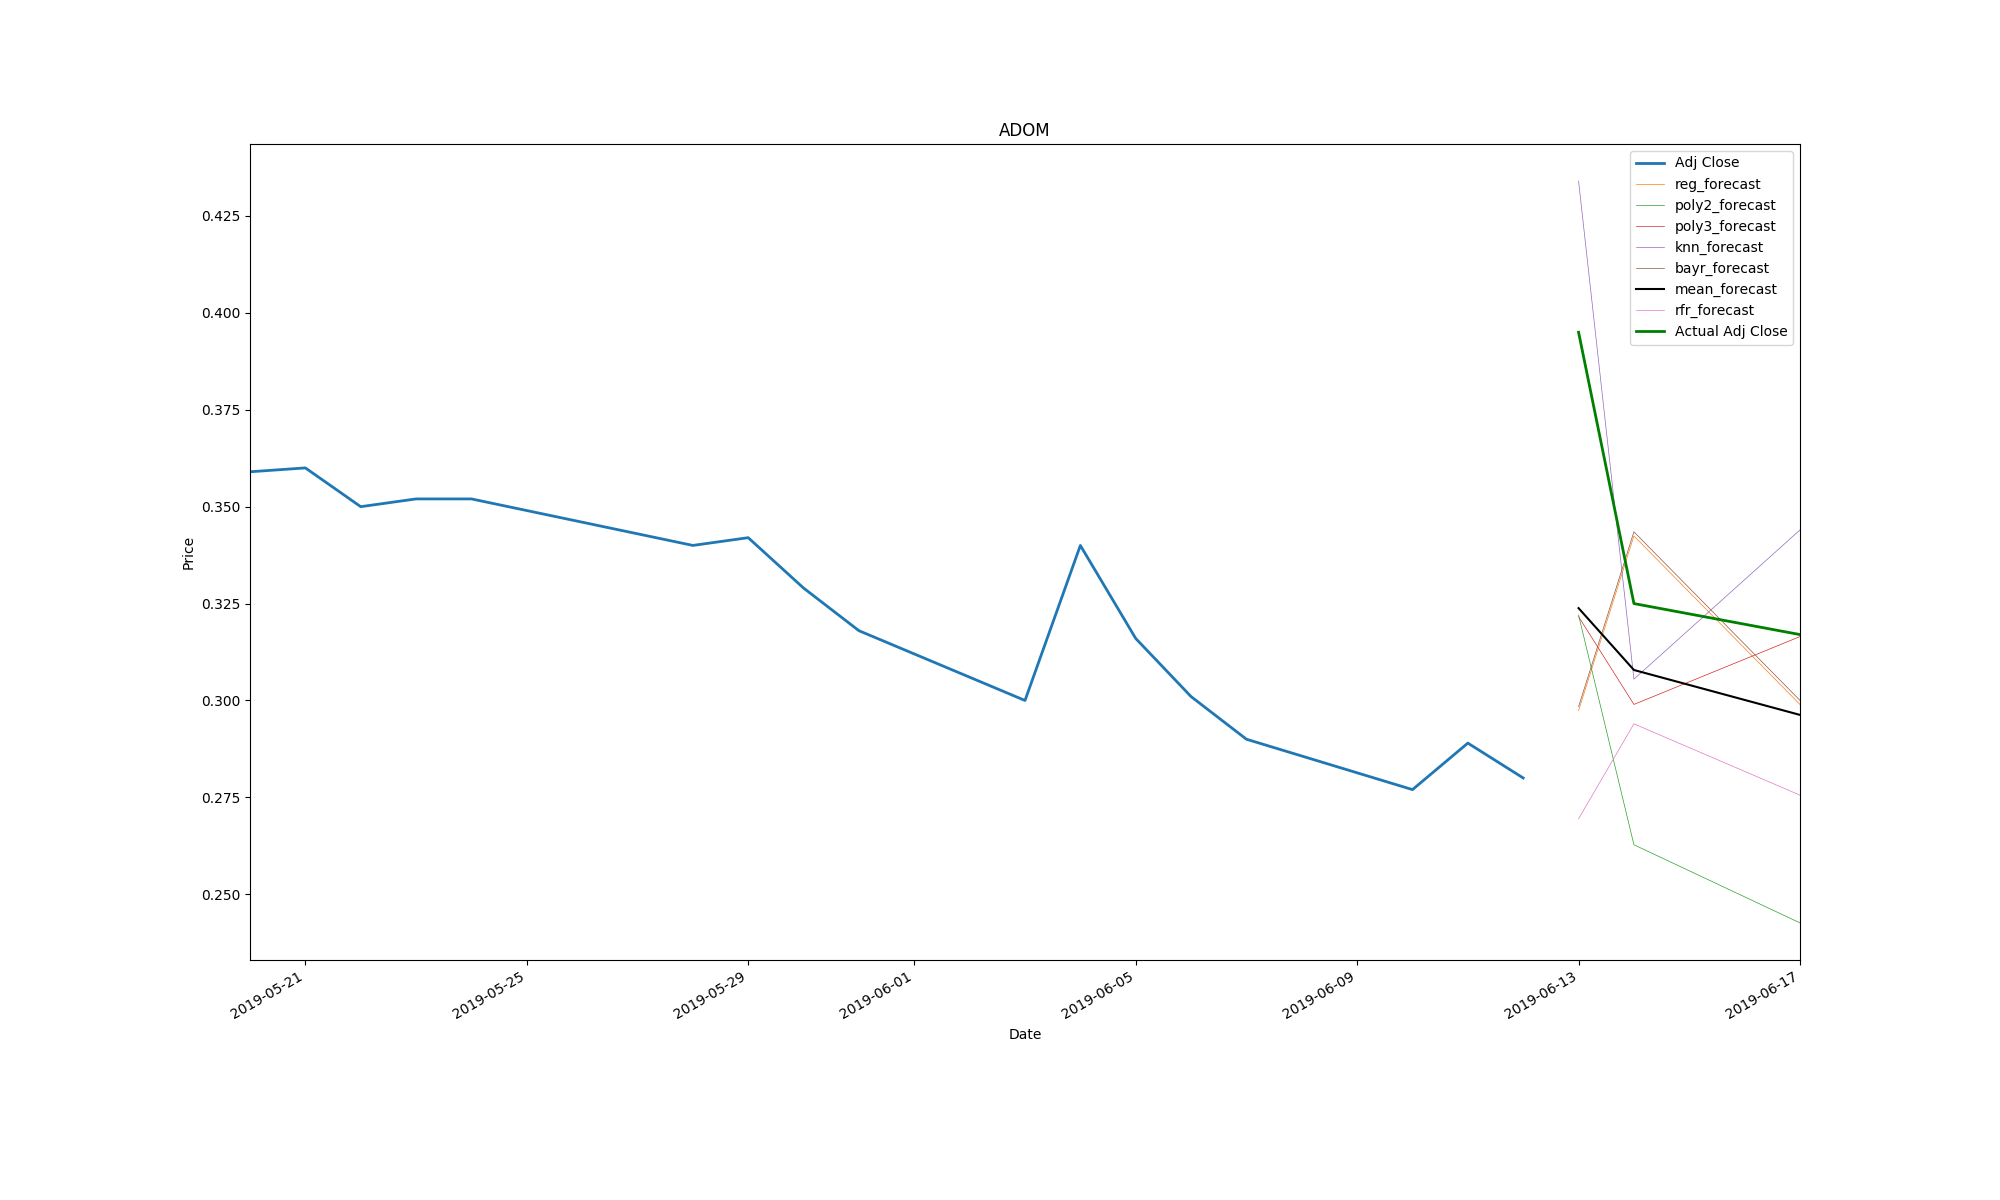 ADOM
Adj Close
reg_forecast
poly2_forecast
poly3_forecast
knn_forecast
bayr_forecast
mean_forecast
rfr_forecast
Actual Adj Close
0.425
0.400
0.375
0.350
0.325
0.300
0.275
0.250
Price
2019-05-21
2019-05-25
2019-05-29
2019-06-01
2019-06-05
2019-06-09
2019-06-13
2019-06-17
Date